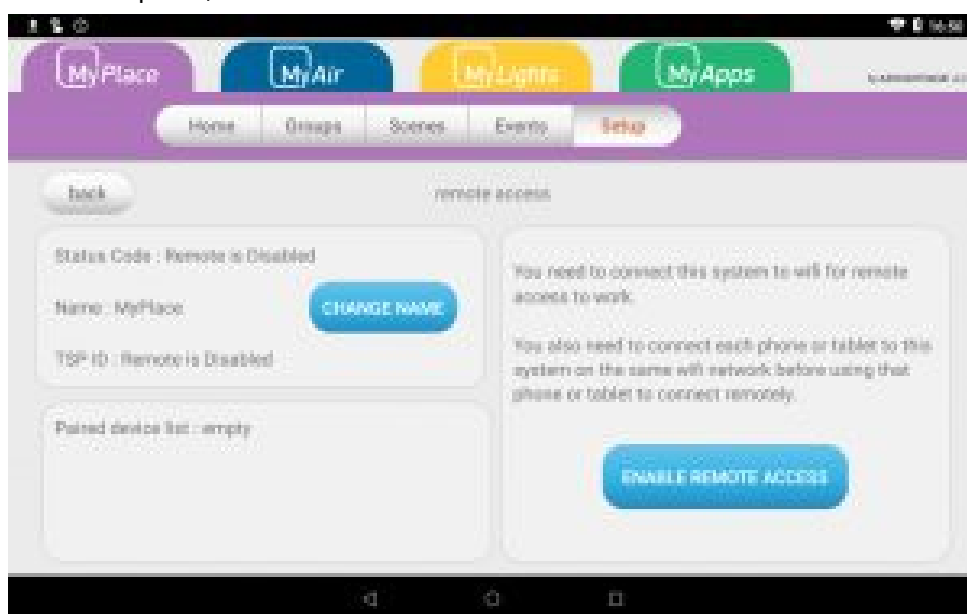 16:50
MyPlace
MyAir
MyLights
MyApps
Home
Groups
Scenes
Events
Setup
back
remote access
Status Code : Remote is Disabled
Name : MyPlace
CHANGE NAME
TSP ID : Remote is Disabled
Paired device list : empty
You need to connect this system to wifi for remote
access to work.
You also need to connect each phone or tablet to this
system on the same wifi network before using that
phone or tablet to connect remotely.
ENABLE REMOTE ACCESS